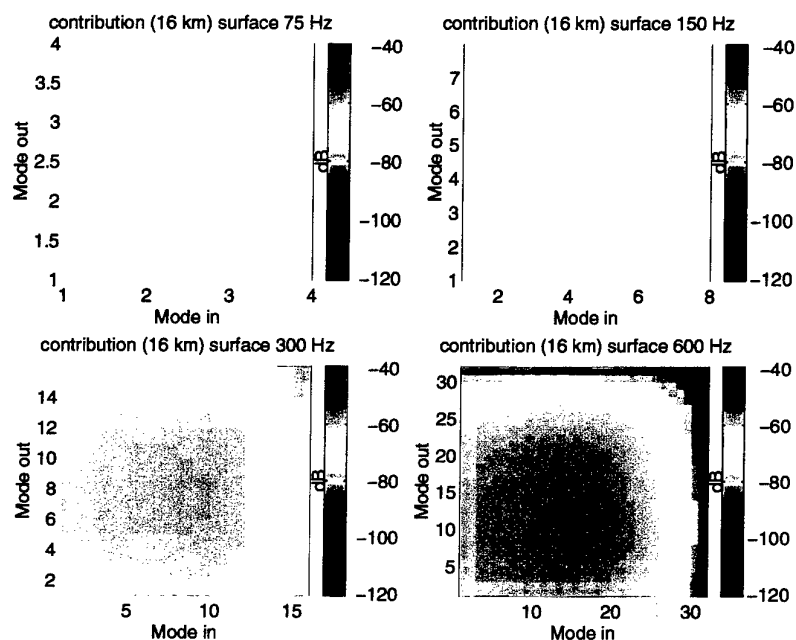 contribution (16 km) surface 75 Hz
4
3.5
3
2.5
2
1.5
1
Mode out
1 2 3 4
Mode in
-40
-60
-80
-100
-120
dB
contribution (16 km) surface 150 Hz
7
6
5
4
3
2
1
Mode out
2 4 6 8
Mode in
-40
-60
-80
-100
-120
dB
contribution (16 km) surface 300 Hz
14
12
10
8
6
4
2
Mode out
5 10 15
Mode in
-40
-60
-80
-100
-120
dB
contribution (16 km) surface 600 Hz
30
25
20
15
10
5
Mode out
10 20 30
Mode in
-40
-60
-80
-100
-120
dB